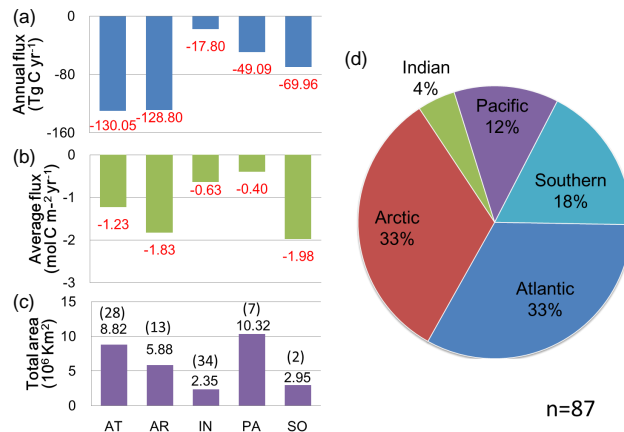 (a)
Annual flux
(Tg C yr-1)
0
-80
-160
-130.05
-128.80
-17.80
-49.09
-69.96
(b)
Average flux
(mol C m-2 yr-1)
0
-1
-2
-3
-1.23
-1.83
-0.63
-0.40
-1.98
(c)
Total area
(10⁶ Km²)
15
10
5
0
(28)
8.82
(13)
5.88
(34)
2.35
(7)
10.32
(2)
2.95
AT AR IN PA SO
(d)
Indian
4%
Pacific
12%
Southern
18%
Arctic
33%
Atlantic
33%
n=87